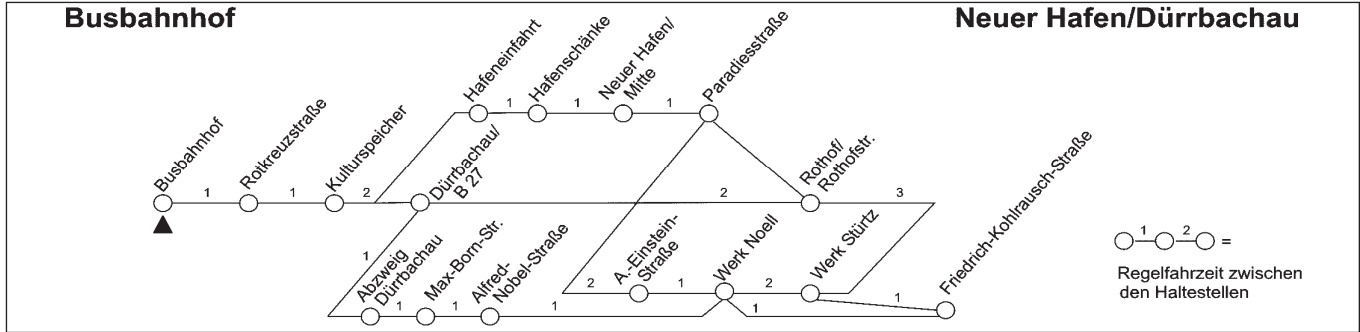 Busbahnhof
Neuer Hafen/Dürrbachau
Hafeneinfahrt
Hafenschänke
Neuer Hafen/
Mitte
Paradiesstraße
1
1
1
Busbahnhof
Rotkreuzstraße
Kulturspeicher
Dürrbachau/
B 27
Rothof/
Rothofstr.
1
1
2
2
3
Abzweig
Dürrbachau
Max-Born-Str.
Alfred-
Nobel-Straße
A.-Einstein-
Straße
Werk Noell
Werk Stürtz
Friedrich-Kohlrausch-Straße
1
2
1
2
1
1
1
1
1
1 2 =
Regelfahrzeit zwischen
den Haltestellen